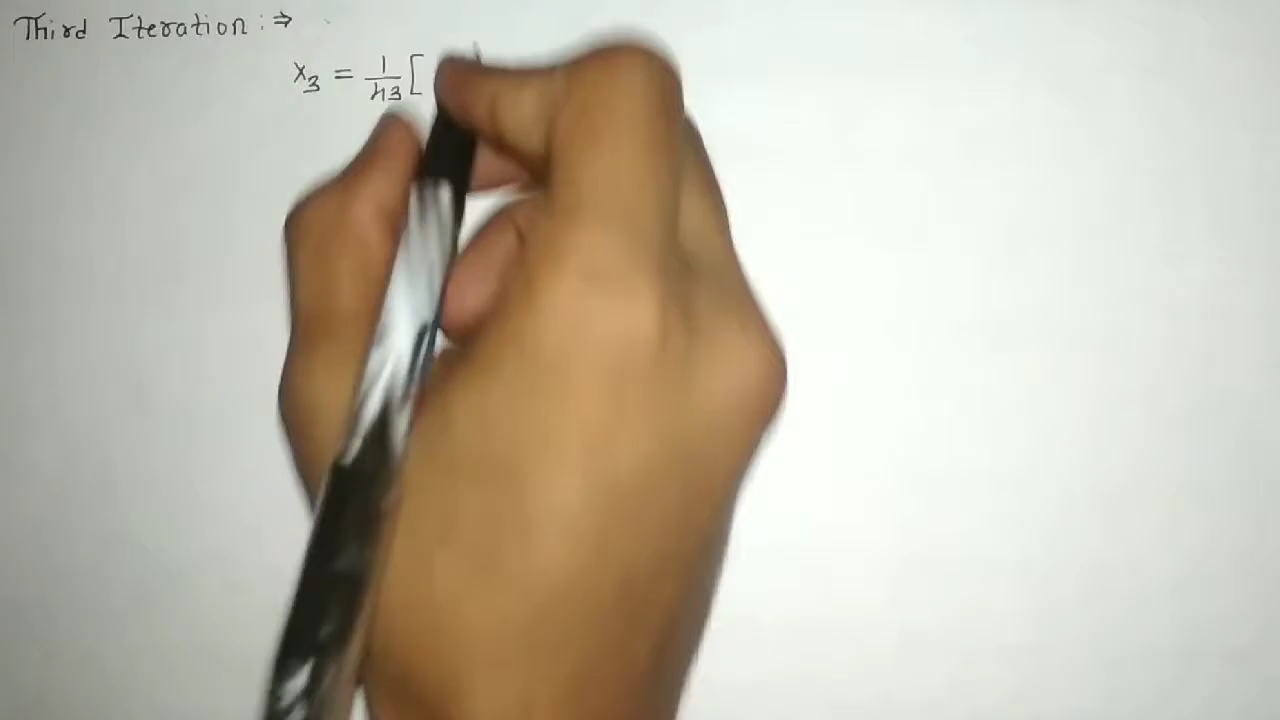 Third Iteration :⇒
x₃ = 1/43 [